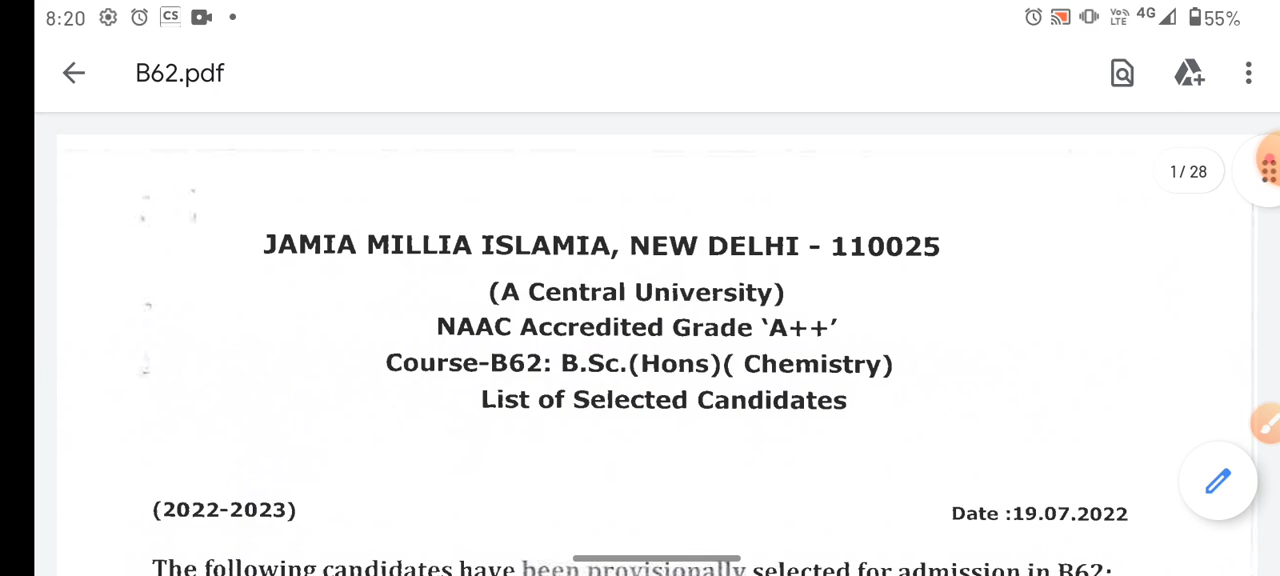 8:20 CS Vo)) LTE 4G 55%
B62.pdf
1 / 28
JAMIA MILLIA ISLAMIA, NEW DELHI - 110025
(A Central University)
NAAC Accredited Grade ‘A++’
Course-B62: B.Sc.(Hons)( Chemistry)
List of Selected Candidates
(2022-2023) Date :19.07.2022
The following candidates have been provisionally selected for admission in B62: